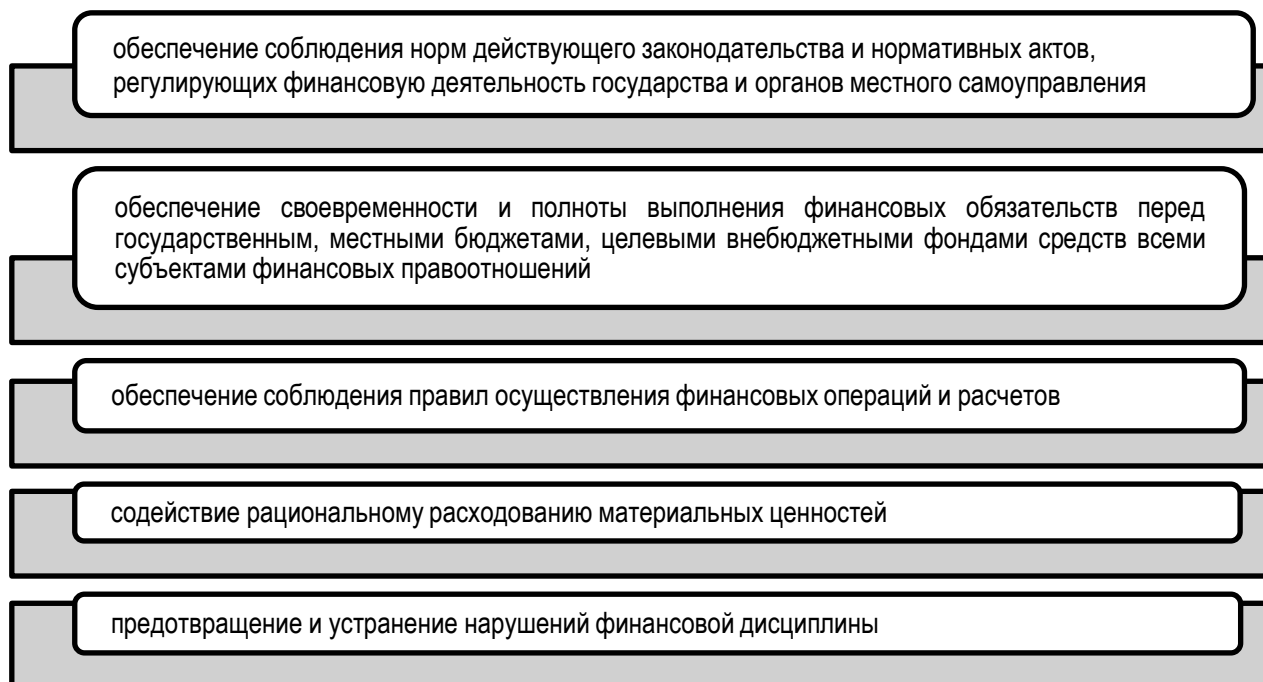 обеспечение соблюдения норм действующего законодательства и нормативных актов,
регулирующих финансовую деятельность государства и органов местного самоуправления
обеспечение своевременности и полноты выполнения финансовых обязательств перед
государственным, местными бюджетами, целевыми внебюджетными фондами средств всеми
субъектами финансовых правоотношений
обеспечение соблюдения правил осуществления финансовых операций и расчетов
содействие рациональному расходованию материальных ценностей
предотвращение и устранение нарушений финансовой дисциплины